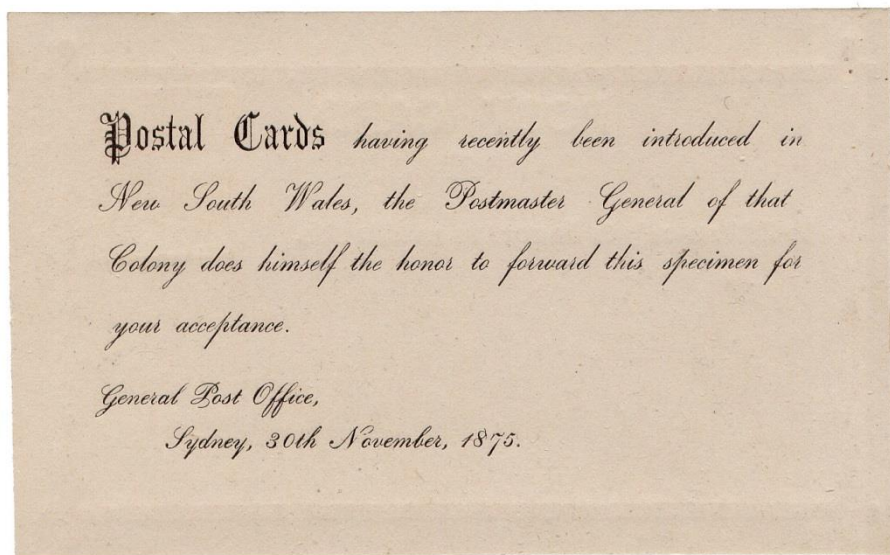 Postal Cards having recently been introduced in
New South Wales, the Postmaster General of that
Colony does himself the honor to forward this specimen for
your acceptance.
General Post Office,
Sydney, 30th November, 1875.